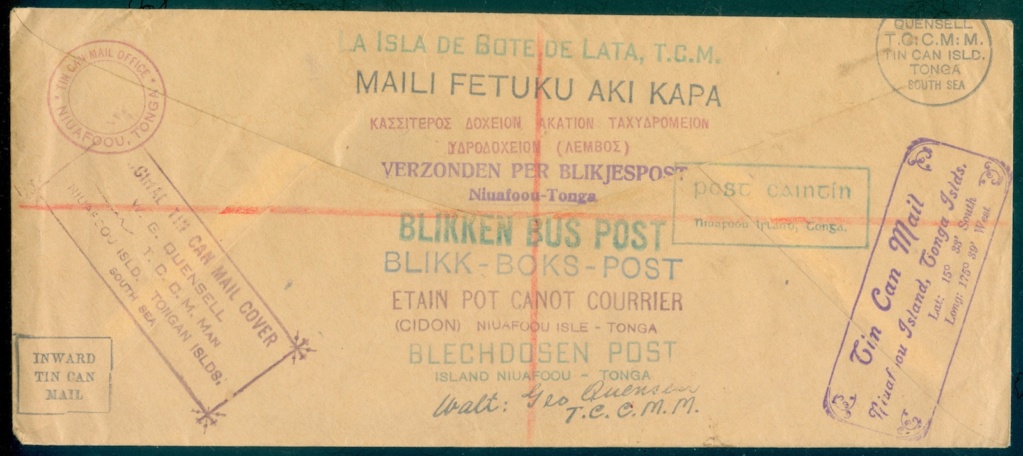 LA ISLA DE BOTE DE LATA, T.C.M.
MAILI FETUKU AKI KAPA
ΚΑΣΣΙΤΕΡΟΣ ΔΟΧΕΙΟΝ ΑΚΑΤΙΟΝ ΤΑΧΥΔΡΟΜΕΙΟΝ
ΥΔΡΟΔΟΧΕΙΟΝ (ΛΕΜΒΟΣ)
VERZONDEN PER BLIKJESPOST
Niuafoou-Tonga
BLIKKEN BUS POST
BLIKK-BOKS-POST
ETAIN POT CANOT COURRIER
(CIDON) NIUAFOOU ISLE - TONGA
BLECHDOSEN POST
ISLAND NIUAFOOU - TONGA
Walt: Geo Quensell
T.C.C.M.M.
TIN CAN MAIL OFFICE
NIUAFOOU, TONGA
TIN CAN MAIL COVER
W. G. QUENSELL
T. C. C. M. MAN
NIUAFOOU ISLD. TONGAN ISLDS.
SOUTH SEA
INWARD
TIN CAN
MAIL
QUENSELL
T.C.C.M.M.
TIN CAN ISLD.
TONGA
SOUTH SEA
post caintín
Niuafoou Irland, Tonga.
Tin Can Mail
Niuafoou Island, Tonga Islds.
Lat: 15° 33' South
Long: 175° 39' West